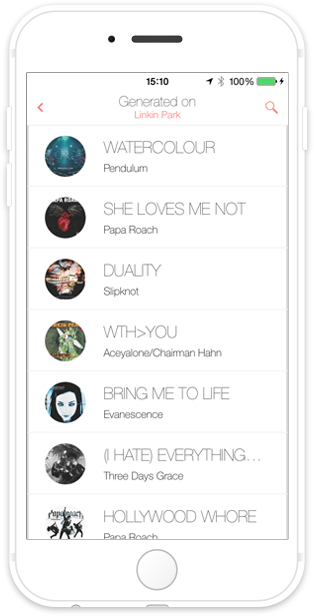 15:10
100%
Generated on
Linkin Park
WATERCOLOUR
Pendulum
SHE LOVES ME NOT
Papa Roach
DUALITY
Slipknot
WTH>YOU
Aceyalone/Chairman Hahn
BRING ME TO LIFE
Evanescence
(I HATE) EVERYTHING…
Three Days Grace
HOLLYWOOD WHORE
Papa Roach